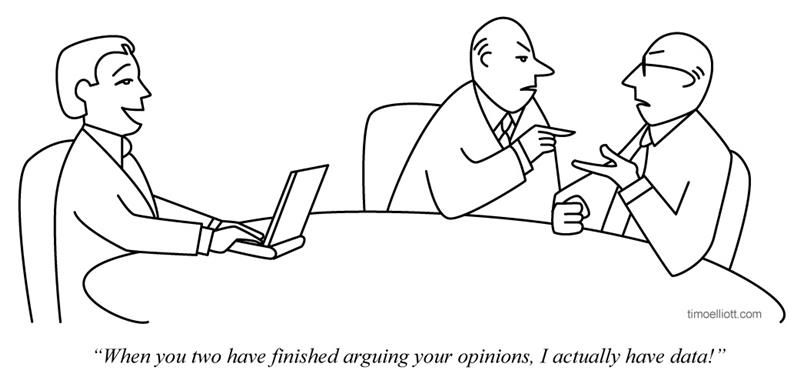 timoelliott.com
“When you two have finished arguing your opinions, I actually have data!”